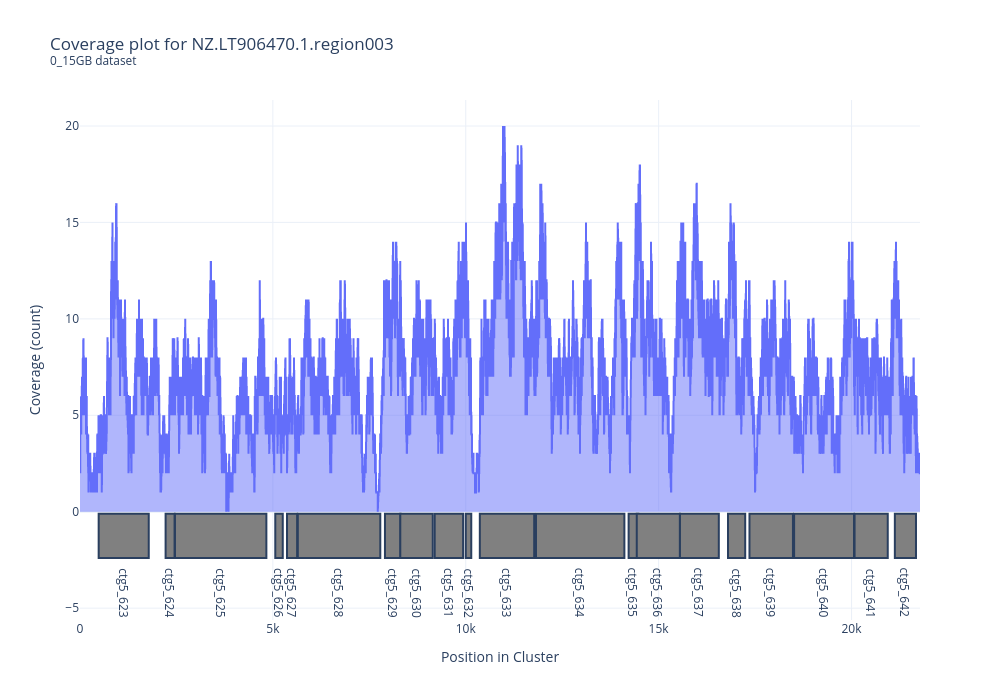 Coverage plot for NZ.LT906470.1.region003
0_15GB dataset
20
15
10
5
0
−5
Coverage (count)
ctg5_623
ctg5_624
ctg5_625
ctg5_626
ctg5_627
ctg5_628
ctg5_629
ctg5_630
ctg5_631
ctg5_632
ctg5_633
ctg5_634
ctg5_635
ctg5_636
ctg5_637
ctg5_638
ctg5_639
ctg5_640
ctg5_641
ctg5_642
0
5k
10k
15k
20k
Position in Cluster